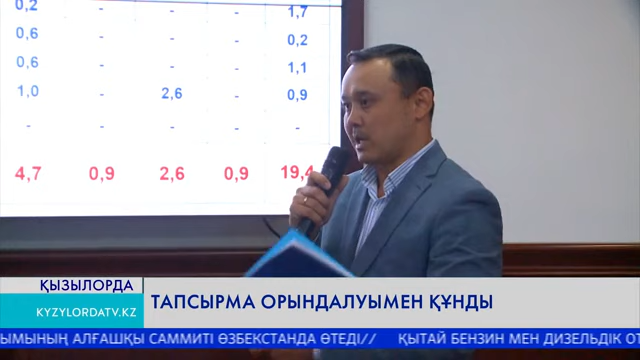 0,2 - - - 1,7
0,6 - - - 0,2
0,6 - - - 1,1
1,0 - 2,6 - 0,9
- - - - -
4,7 0,9 2,6 0,9 19,4
ҚЫЗЫЛОРДА
ТАПСЫРМА ОРЫНДАЛУЫМЕН ҚҰНДЫ
KYZYLORDATV.KZ
ЫМЫНЫҢ АЛҒАШҚЫ САММИТІ ӨЗБЕКСТАНДА ӨТЕДІ// ҚЫТАЙ БЕНЗИН МЕН ДИЗЕЛЬДІК ОТ